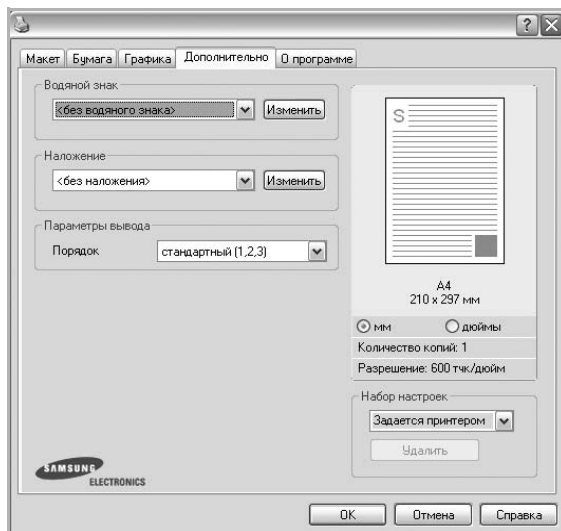 Макет Бумага Графика Дополнительно О программе
Водяной знак
<без водяного знака> Изменить
Наложение
<без наложения> Изменить
Параметры вывода
Порядок стандартный (1,2,3)
S
A4
210 x 297 мм
мм дюймы
Количество копий: 1
Разрешение: 600 тчк/дюйм
Набор настроек
Задается принтером
Удалить
SAMSUNG
ELECTRONICS
OK Отмена Справка